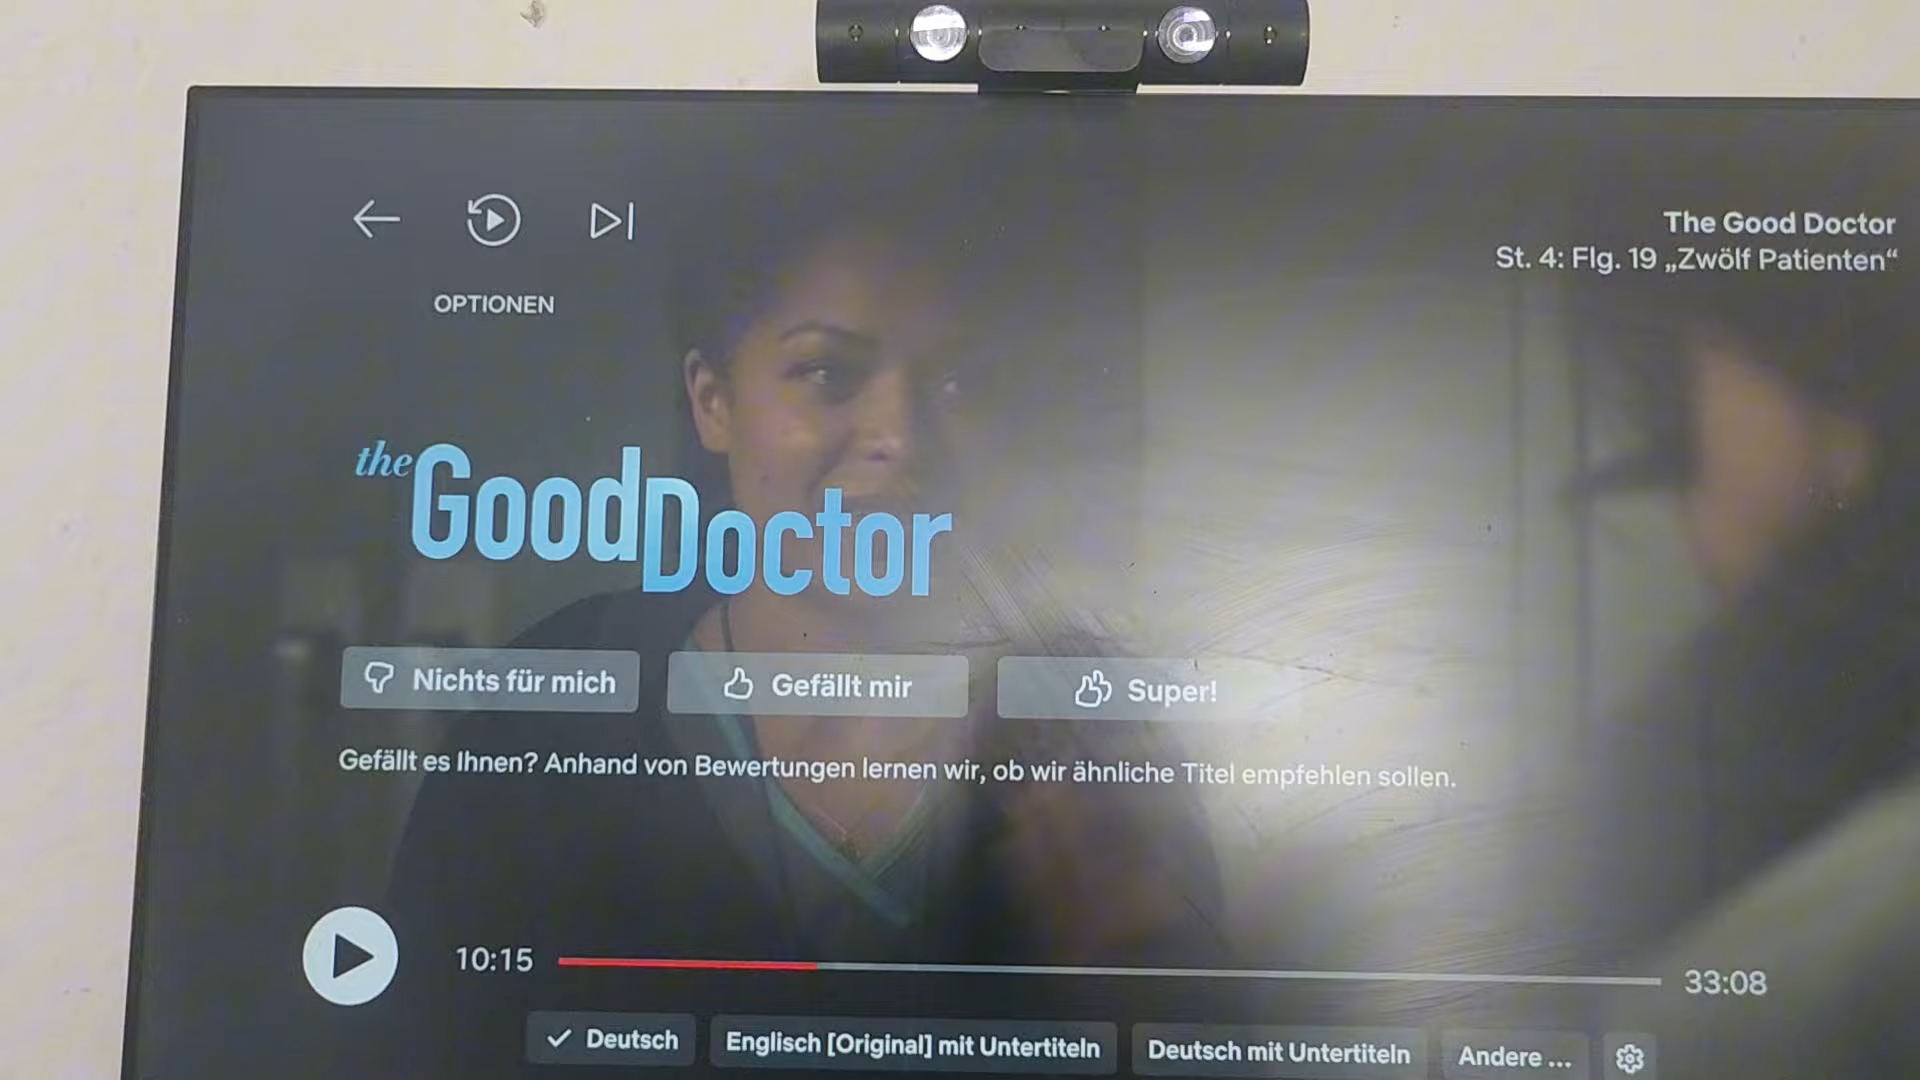 The Good Doctor
St. 4: Flg. 19 „Zwölf Patienten“
OPTIONEN
the Good Doctor
Nichts für mich
Gefällt mir
Super!
Gefällt es Ihnen? Anhand von Bewertungen lernen wir, ob wir ähnliche Titel empfehlen sollen.
10:15
33:08
Deutsch
Englisch [Original] mit Untertiteln
Deutsch mit Untertiteln
Andere ...